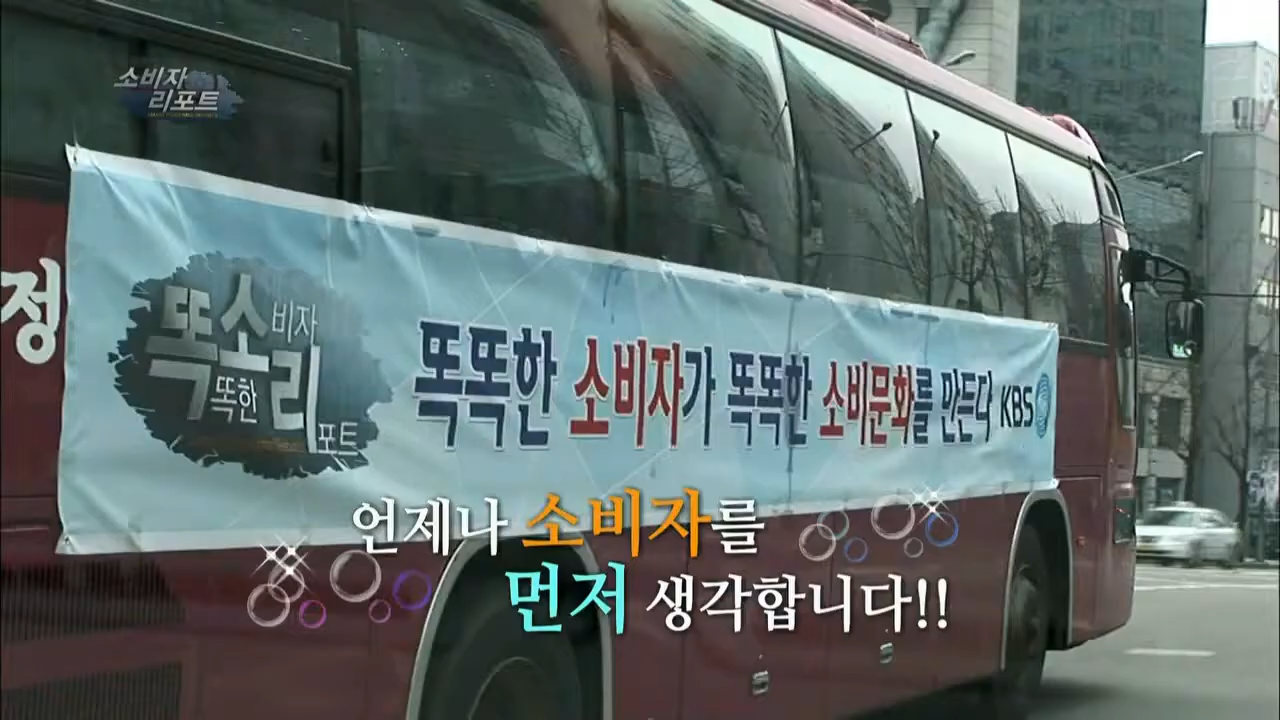 소비자
리포트
정
똑소비자
똑한리포트
똑똑한 소비자가 똑똑한 소비문화를 만든다 KBS
언제나 소비자를
먼저 생각합니다!!